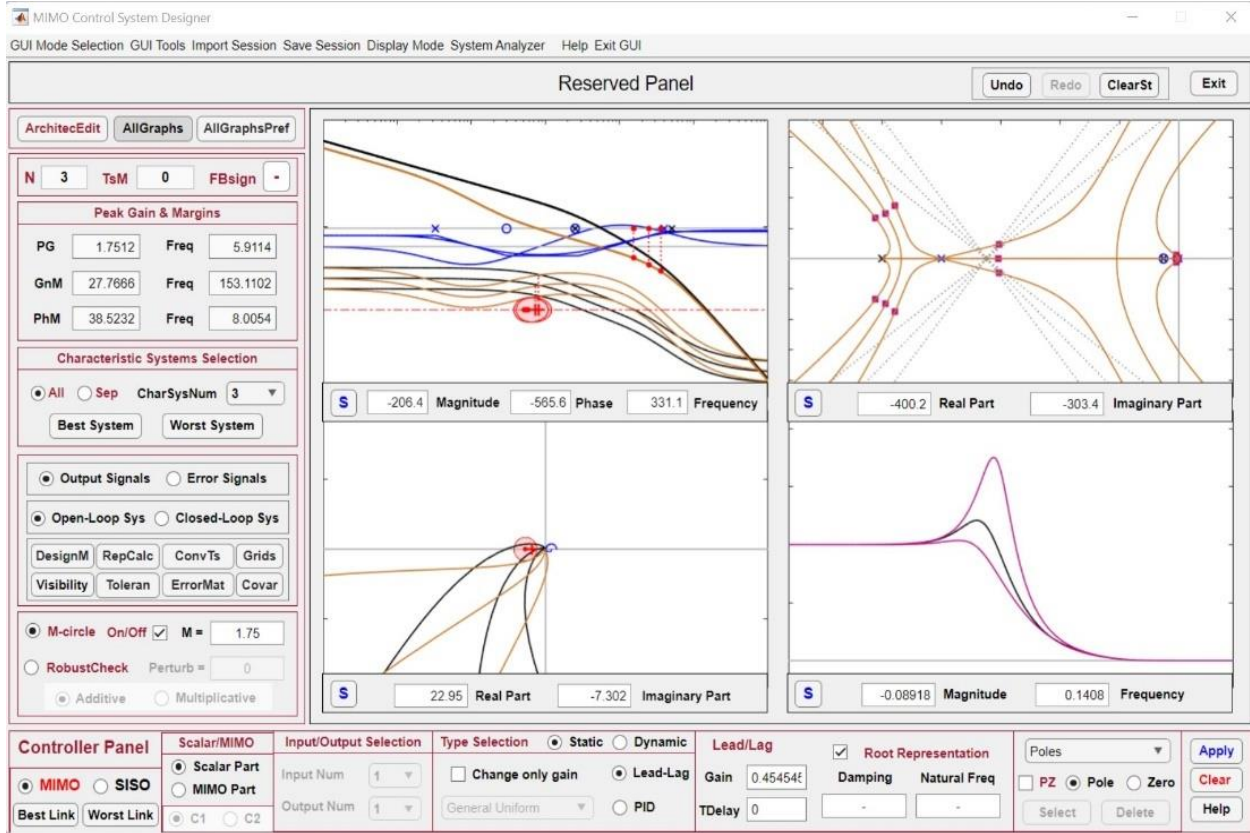 MIMO Control System Designer
GUI Mode Selection GUI Tools Import Session Save Session Display Mode System Analyzer Help Exit GUI
Reserved Panel
Undo Redo ClearSt Exit
ArchitecEdit AllGraphs AllGraphsPref
N 3 TsM 0 FBsign -
Peak Gain & Margins
PG 1.7512 Freq 5.9114
GnM 27.7666 Freq 153.1102
PhM 38.5232 Freq 8.0054
Characteristic Systems Selection
All Sep CharSysNum 3
Best System Worst System
Output Signals Error Signals
Open-Loop Sys Closed-Loop Sys
DesignM RepCalc ConvTs Grids
Visibility Toleran ErrorMat Covar
M-circle On/Off M = 1.75
RobustCheck Perturb = 0
Additive Multiplicative
S -206.4 Magnitude -565.6 Phase 331.1 Frequency
S -400.2 Real Part -303.4 Imaginary Part
S 22.95 Real Part -7.302 Imaginary Part
S -0.08918 Magnitude 0.1408 Frequency
Controller Panel
MIMO SISO
Best Link Worst Link
Scalar/MIMO
Scalar Part
MIMO Part
C1 C2
Input/Output Selection
Input Num 1
Output Num 1
Type Selection Static Dynamic
Change only gain Lead-Lag
General Uniform PID
Lead/Lag
Gain 0.454545
TDelay 0
Root Representation
Damping Natural Freq
- -
Poles
PZ Pole Zero
Select Delete
Apply
Clear
Help